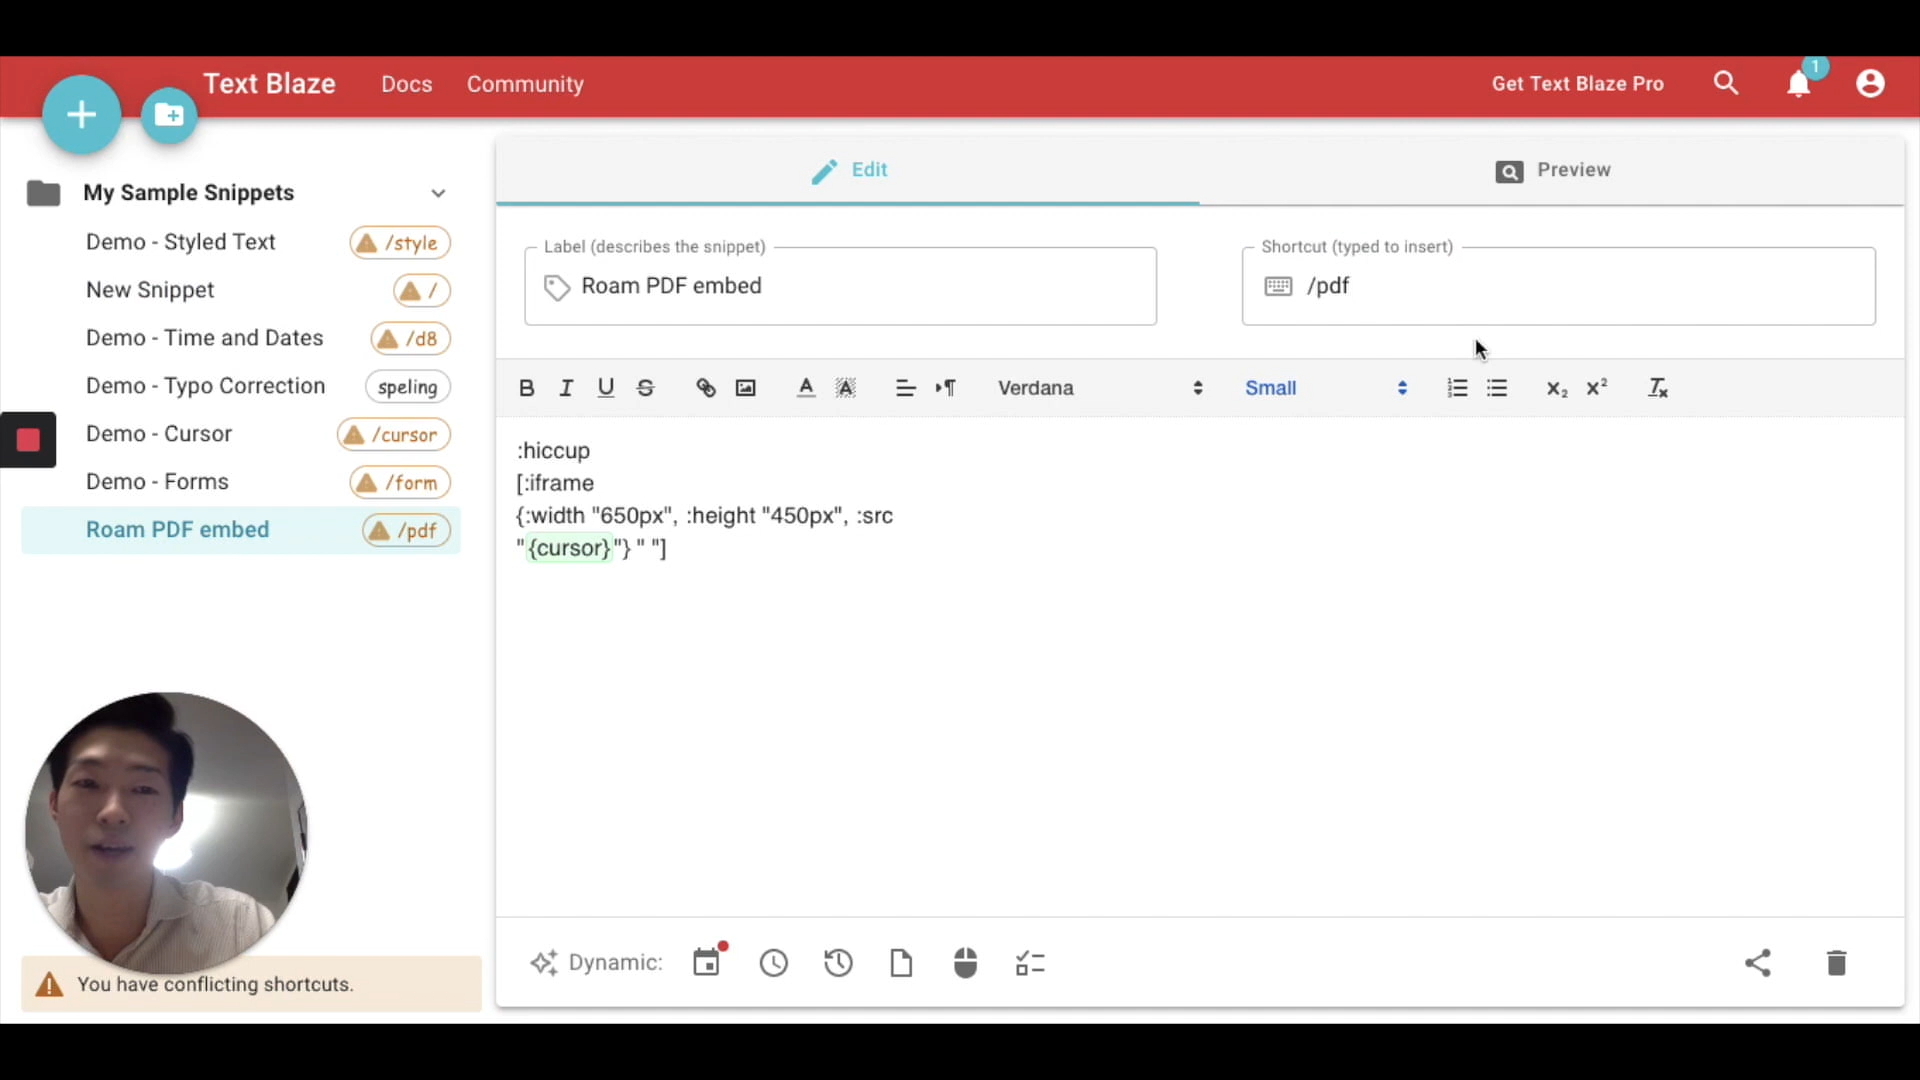 Text Blaze
Docs
Community
Get Text Blaze Pro
1
My Sample Snippets
Demo - Styled Text
/style
New Snippet
/
Demo - Time and Dates
/d8
Demo - Typo Correction
speling
Demo - Cursor
/cursor
Demo - Forms
/form
Roam PDF embed
/pdf
You have conflicting shortcuts.
Edit
Preview
Label (describes the snippet)
Roam PDF embed
Shortcut (typed to insert)
/pdf
Verdana
Small
:hiccup
[:iframe
{:width "650px", :height "450px", :src
"{cursor}"} " "]
Dynamic: